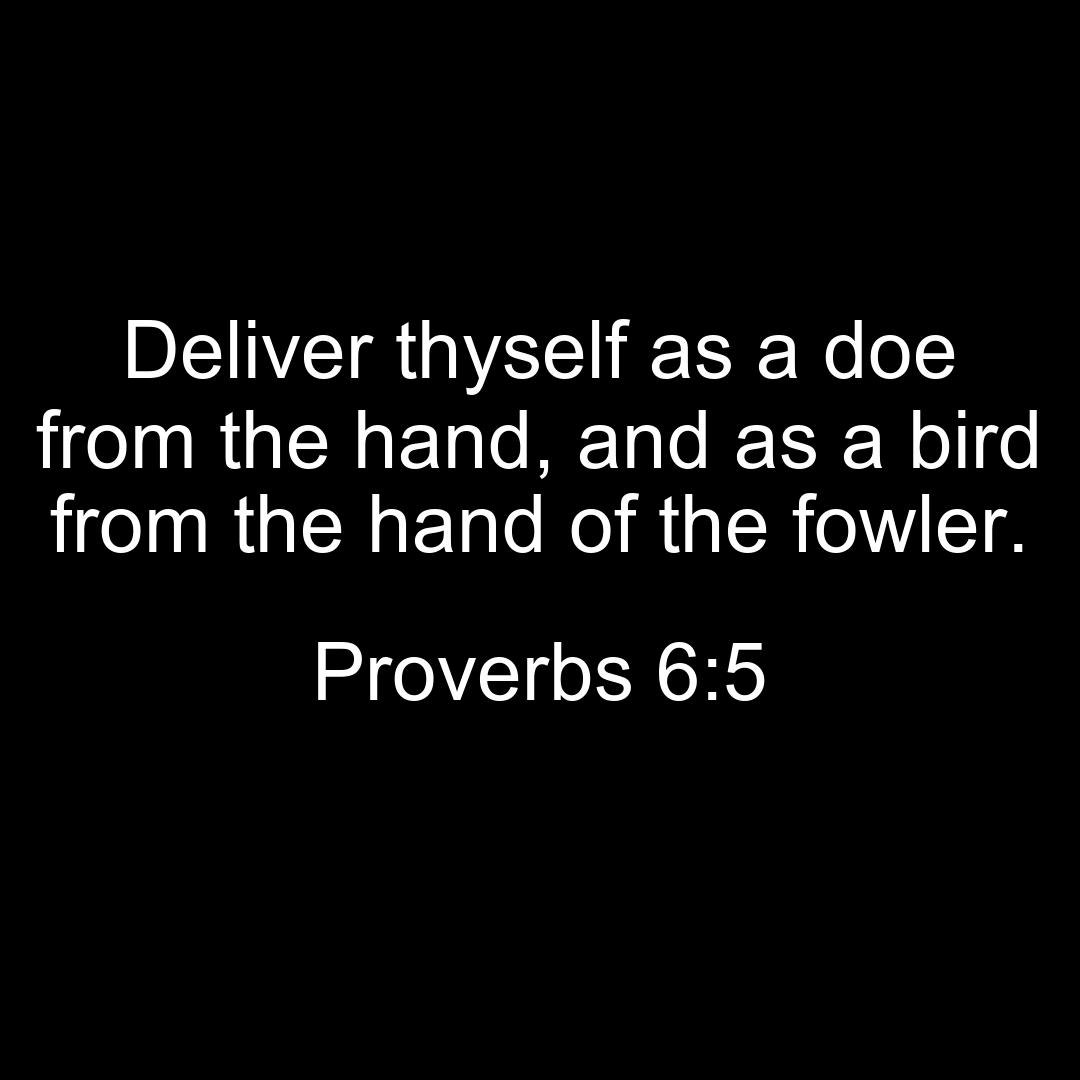 Deliver thyself as a doe
from the hand, and as a bird
from the hand of the fowler.
Proverbs 6:5